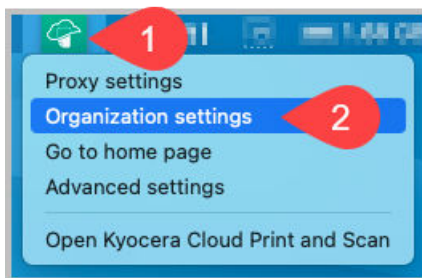 1
Proxy settings
Organization settings
2
Go to home page
Advanced settings
Open Kyocera Cloud Print and Scan